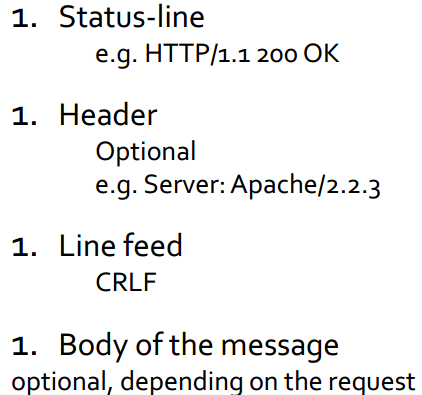 1. Status-line
e.g. HTTP/1.1 200 OK
1. Header
Optional
e.g. Server: Apache/2.2.3
1. Line feed
CRLF
1. Body of the message
optional, depending on the request